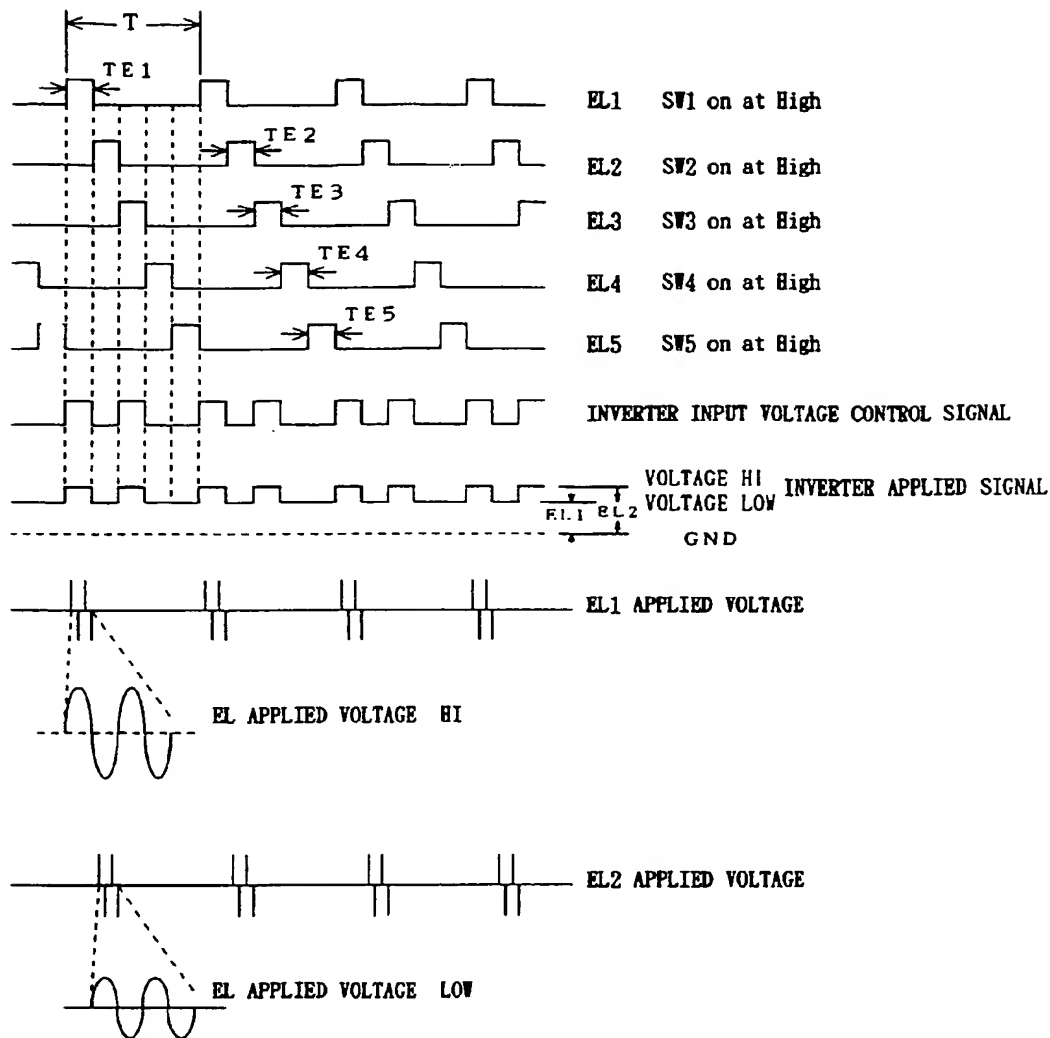 T
TE1
EL1 SW1 on at High
TE2
EL2 SW2 on at High
TE3
EL3 SW3 on at High
TE4
EL4 SW4 on at High
TE5
EL5 SW5 on at High
INVERTER INPUT VOLTAGE CONTROL SIGNAL
VOLTAGE HI
VOLTAGE LOW
INVERTER APPLIED SIGNAL
EL1 EL2
GND
EL1 APPLIED VOLTAGE
EL APPLIED VOLTAGE HI
EL2 APPLIED VOLTAGE
EL APPLIED VOLTAGE LOW